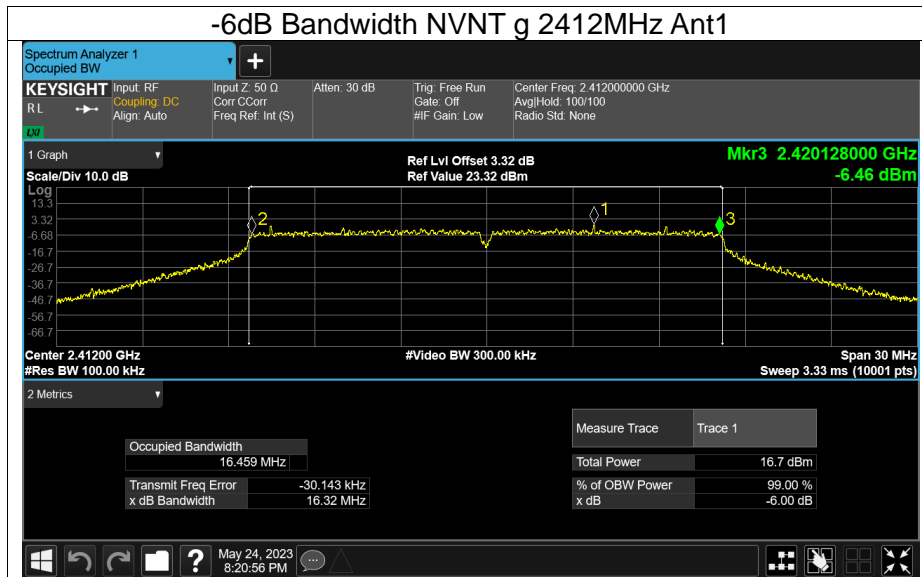 -6dB Bandwidth NVNT g 2412MHz Ant1
Spectrum Analyzer 1
Occupied BW
+
KEYSIGHT
R L
LXI
Input: RF
Coupling: DC
Align: Auto
Input Z: 50 Ω
Corr CCorr
Freq Ref: Int (S)
Atten: 30 dB
Trig: Free Run
Gate: Off
#IF Gain: Low
Center Freq: 2.412000000 GHz
Avg|Hold: 100/100
Radio Std: None
1 Graph
Scale/Div 10.0 dB
Ref Lvl Offset 3.32 dB
Ref Value 23.32 dBm
Mkr3 2.420128000 GHz
-6.46 dBm
Log
13.3
3.32
-6.68
-16.7
-26.7
-36.7
-46.7
-56.7
-66.7
2
1
3
Center 2.41200 GHz
#Res BW 100.00 kHz
#Video BW 300.00 kHz
Span 30 MHz
Sweep 3.33 ms (10001 pts)
2 Metrics
Occupied Bandwidth
16.459 MHz
Transmit Freq Error -30.143 kHz
x dB Bandwidth 16.32 MHz
Measure Trace Trace 1
Total Power 16.7 dBm
% of OBW Power 99.00 %
x dB -6.00 dB
?
May 24, 2023
8:20:56 PM